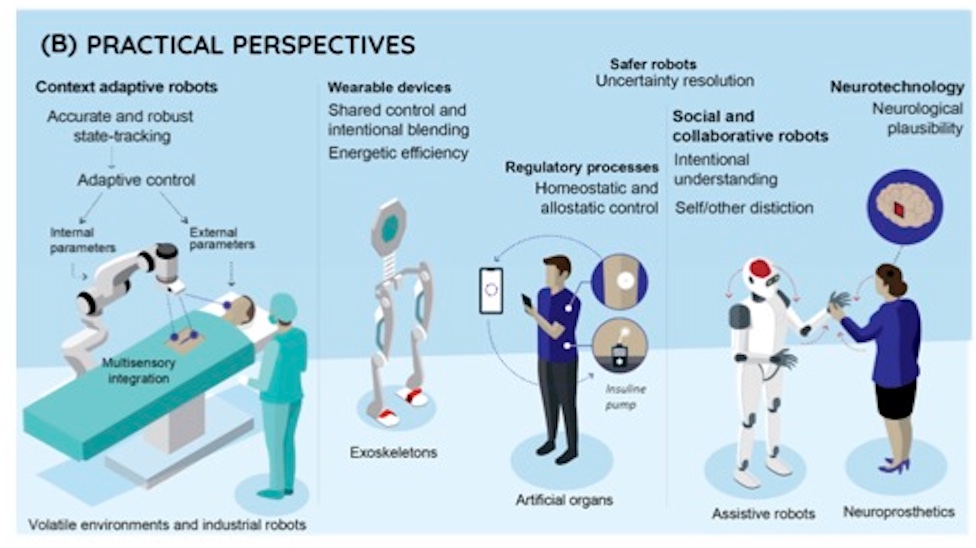 (B) PRACTICAL PERSPECTIVES
Context adaptive robots
Accurate and robust
state-tracking
Adaptive control
Internal
parameters
External
parameters
Multisensory
integration
Volatile environments and industrial robots
Wearable devices
Shared control and
intentional blending
Energetic efficiency
Exoskeletons
Regulatory processes
Homeostatic and
allostatic control
Insuline
pump
Artificial organs
Safer robots
Uncertainty resolution
Social and
collaborative robots
Intentional
understanding
Self/other distiction
Assistive robots
Neurotechnology
Neurological
plausibility
Neuroprosthetics